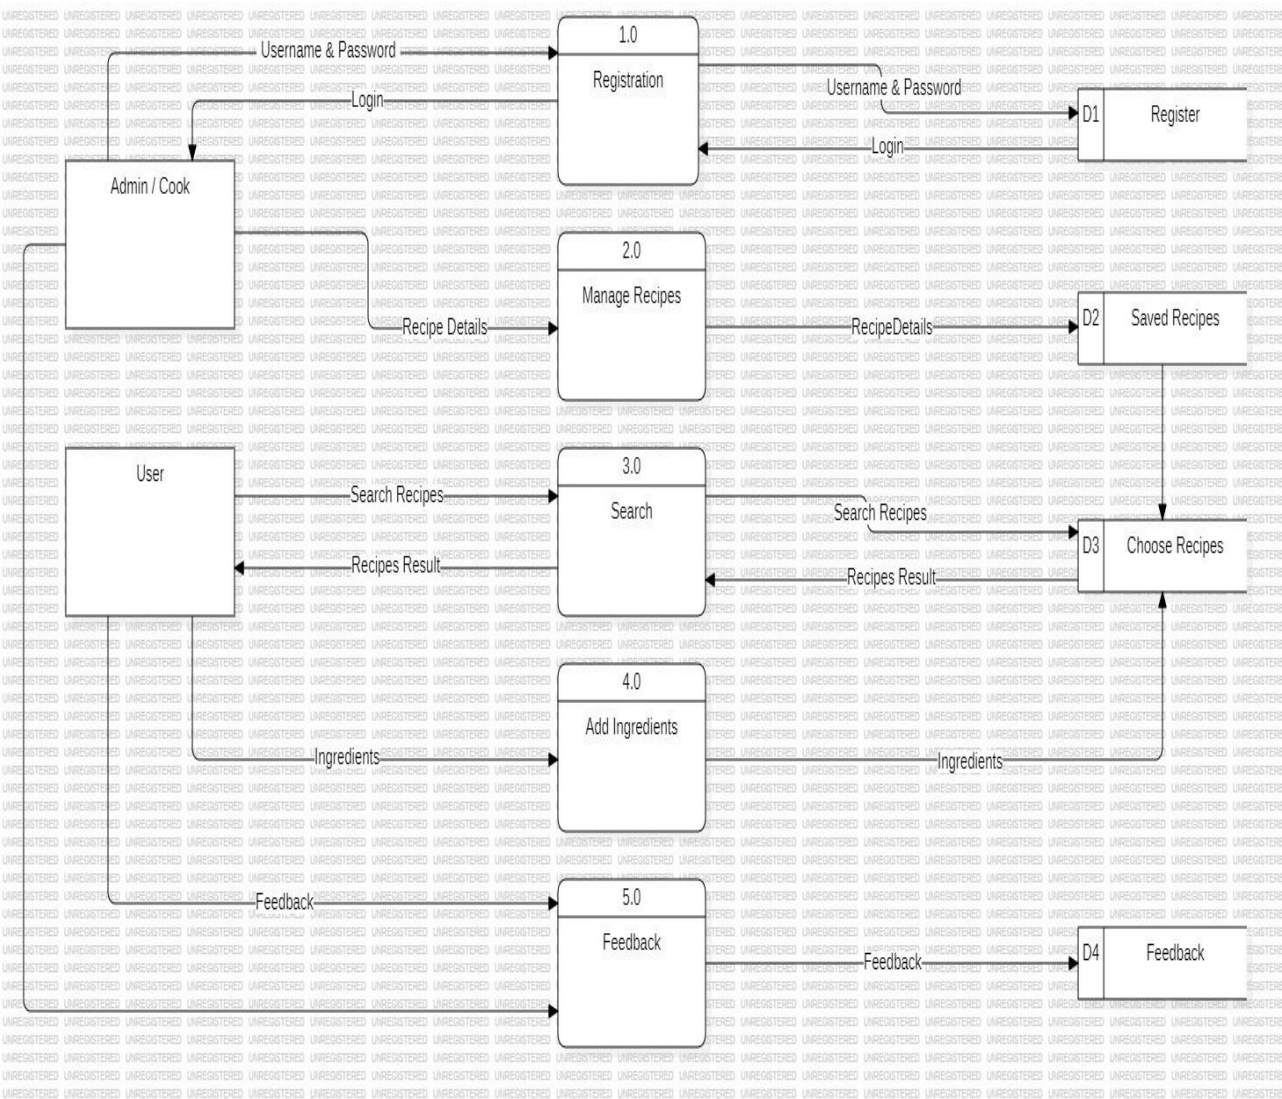 1.0
Username & Password
Registration
Username & Password
Login
D1
Register
Login
Admin / Cook
2.0
Manage Recipes
D2
Saved Recipes
Recipe Details
RecipeDetails
3.0
User
Search Recipes
Search
Search Recipes
D3
Choose Recipes
Recipes Result
Recipes Result
4.0
Add Ingredients
Ingredients
Ingredients
5.0
Feedback
Feedback
D4
Feedback
Feedback
UNREGISTERED